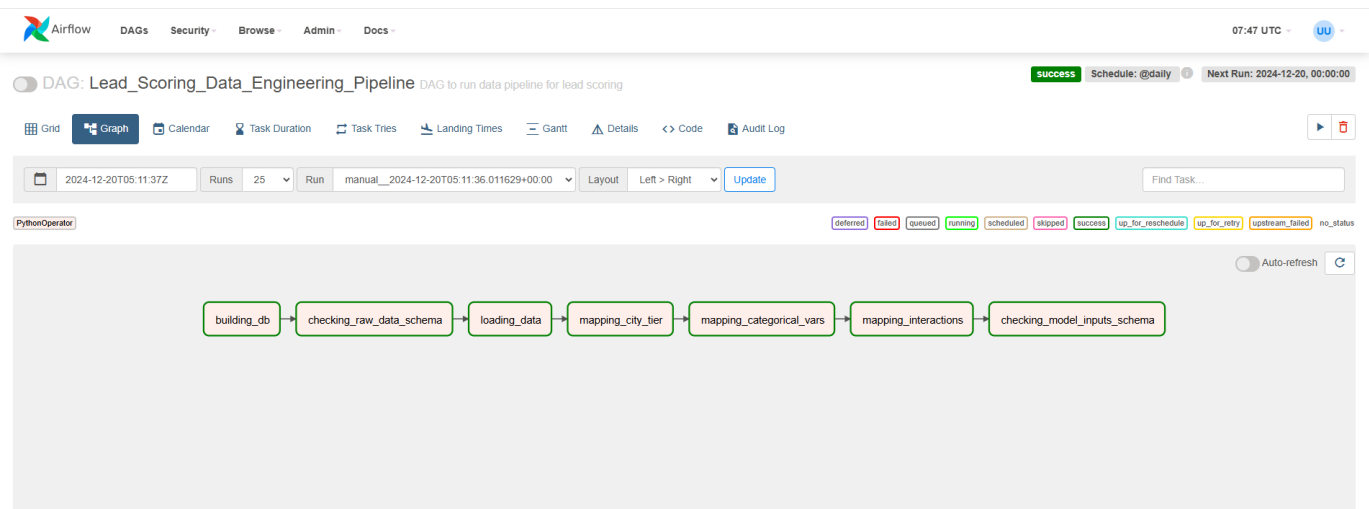 Airflow DAGs Security Browse Admin Docs 07:47 UTC UU
DAG: Lead_Scoring_Data_Engineering_Pipeline DAG to run data pipeline for lead scoring success Schedule: @daily Next Run: 2024-12-20, 00:00:00
Grid Graph Calendar Task Duration Task Tries Landing Times Gantt Details Code Audit Log
2024-12-20T05:11:37Z Runs 25 Run manual__2024-12-20T05:11:36.011629+00:00 Layout Left > Right Update Find Task...
PythonOperator deferred failed queued running scheduled skipped success up_for_reschedule up_for_retry upstream_failed no_status
Auto-refresh
building_db checking_raw_data_schema loading_data mapping_city_tier mapping_categorical_vars mapping_interactions checking_model_inputs_schema